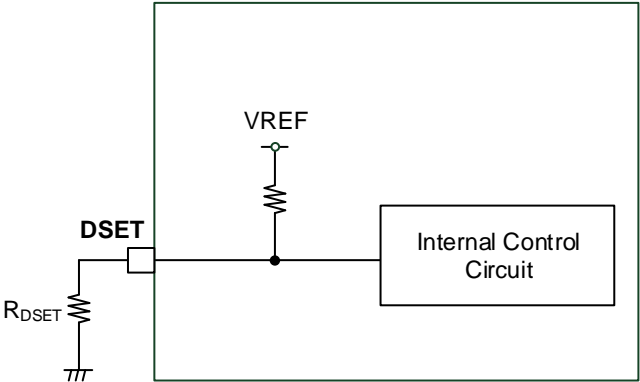 VREF
DSET
Internal Control
Circuit
RDSET